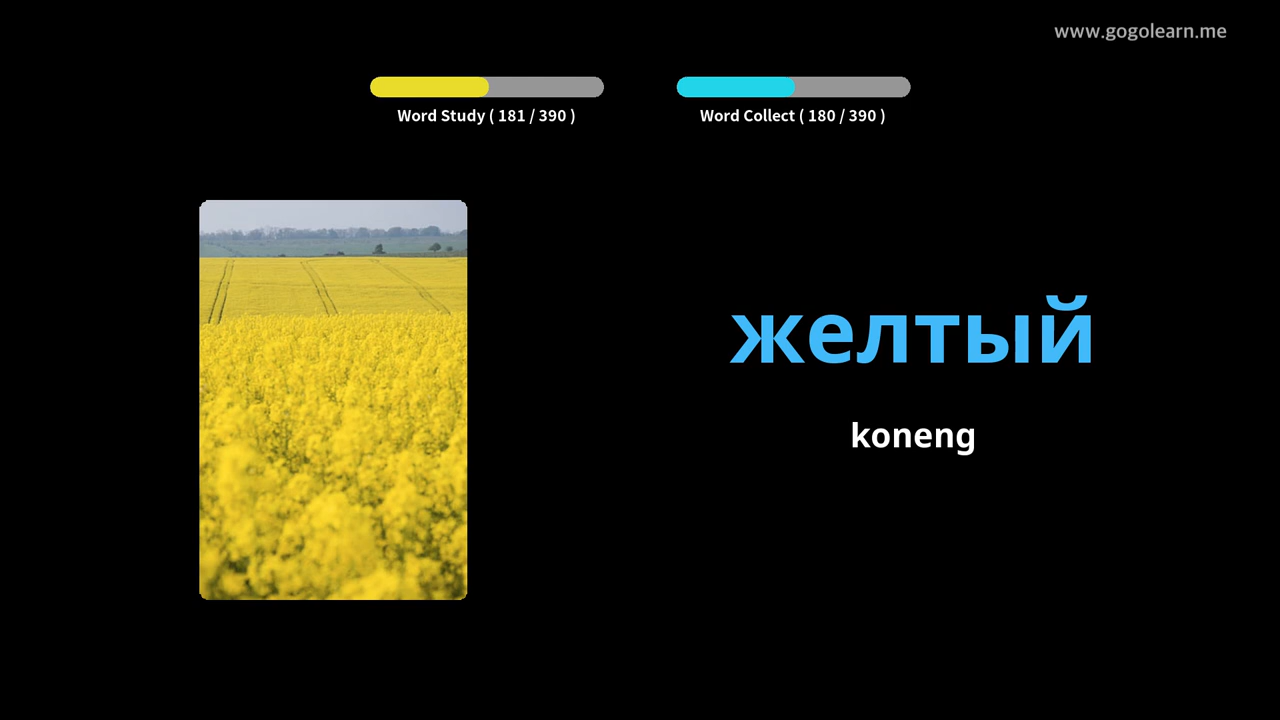 www.gogolearn.me
Word Study ( 181 / 390 )
Word Collect ( 180 / 390 )
желтый
koneng